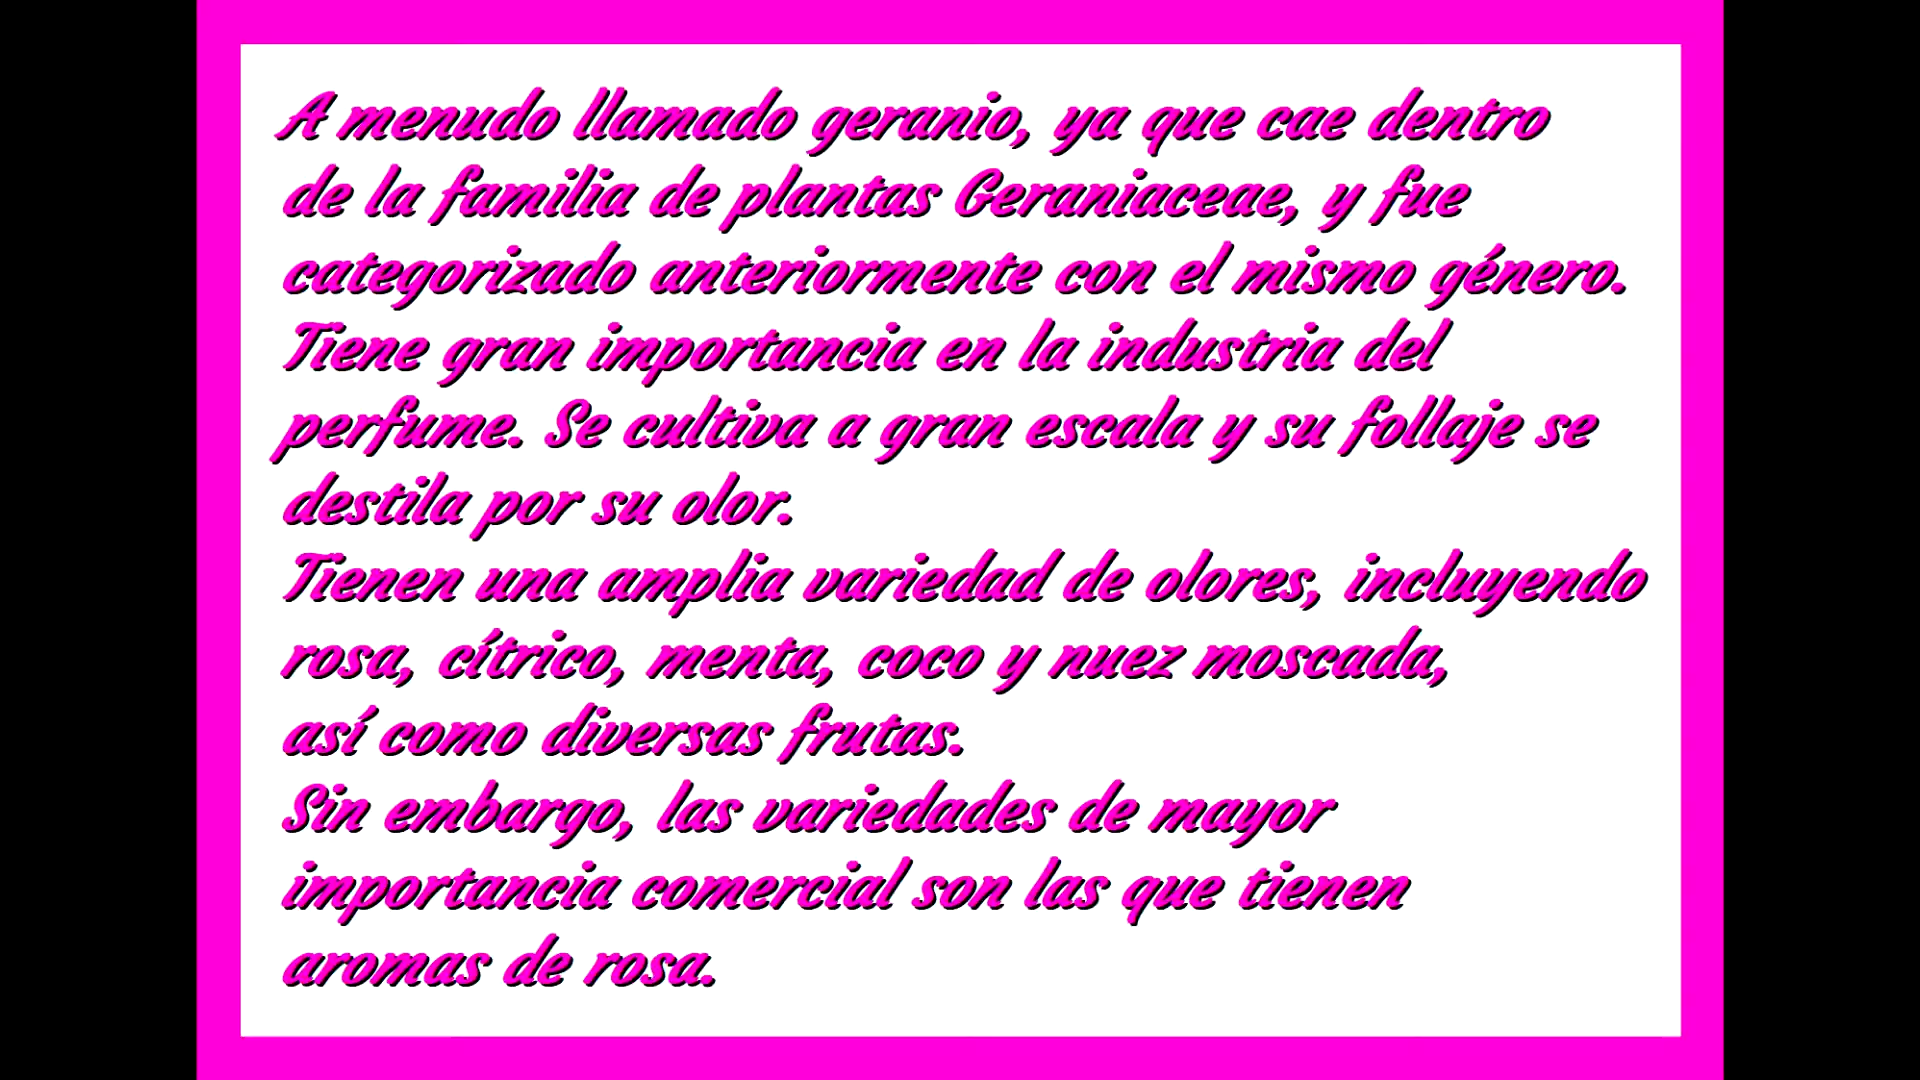 A menudo llamado geranio, ya que cae dentro
de la familia de plantas Geraniaceae, y fue
categorizado anteriormente con el mismo género.
Tiene gran importancia en la industria del
perfume. Se cultiva a gran escala y su follaje se
destila por su olor.
Tienen una amplia variedad de olores, incluyendo
rosa, cítrico, menta, coco y nuez moscada,
así como diversas frutas.
Sin embargo, las variedades de mayor
importancia comercial son las que tienen
aromas de rosa.